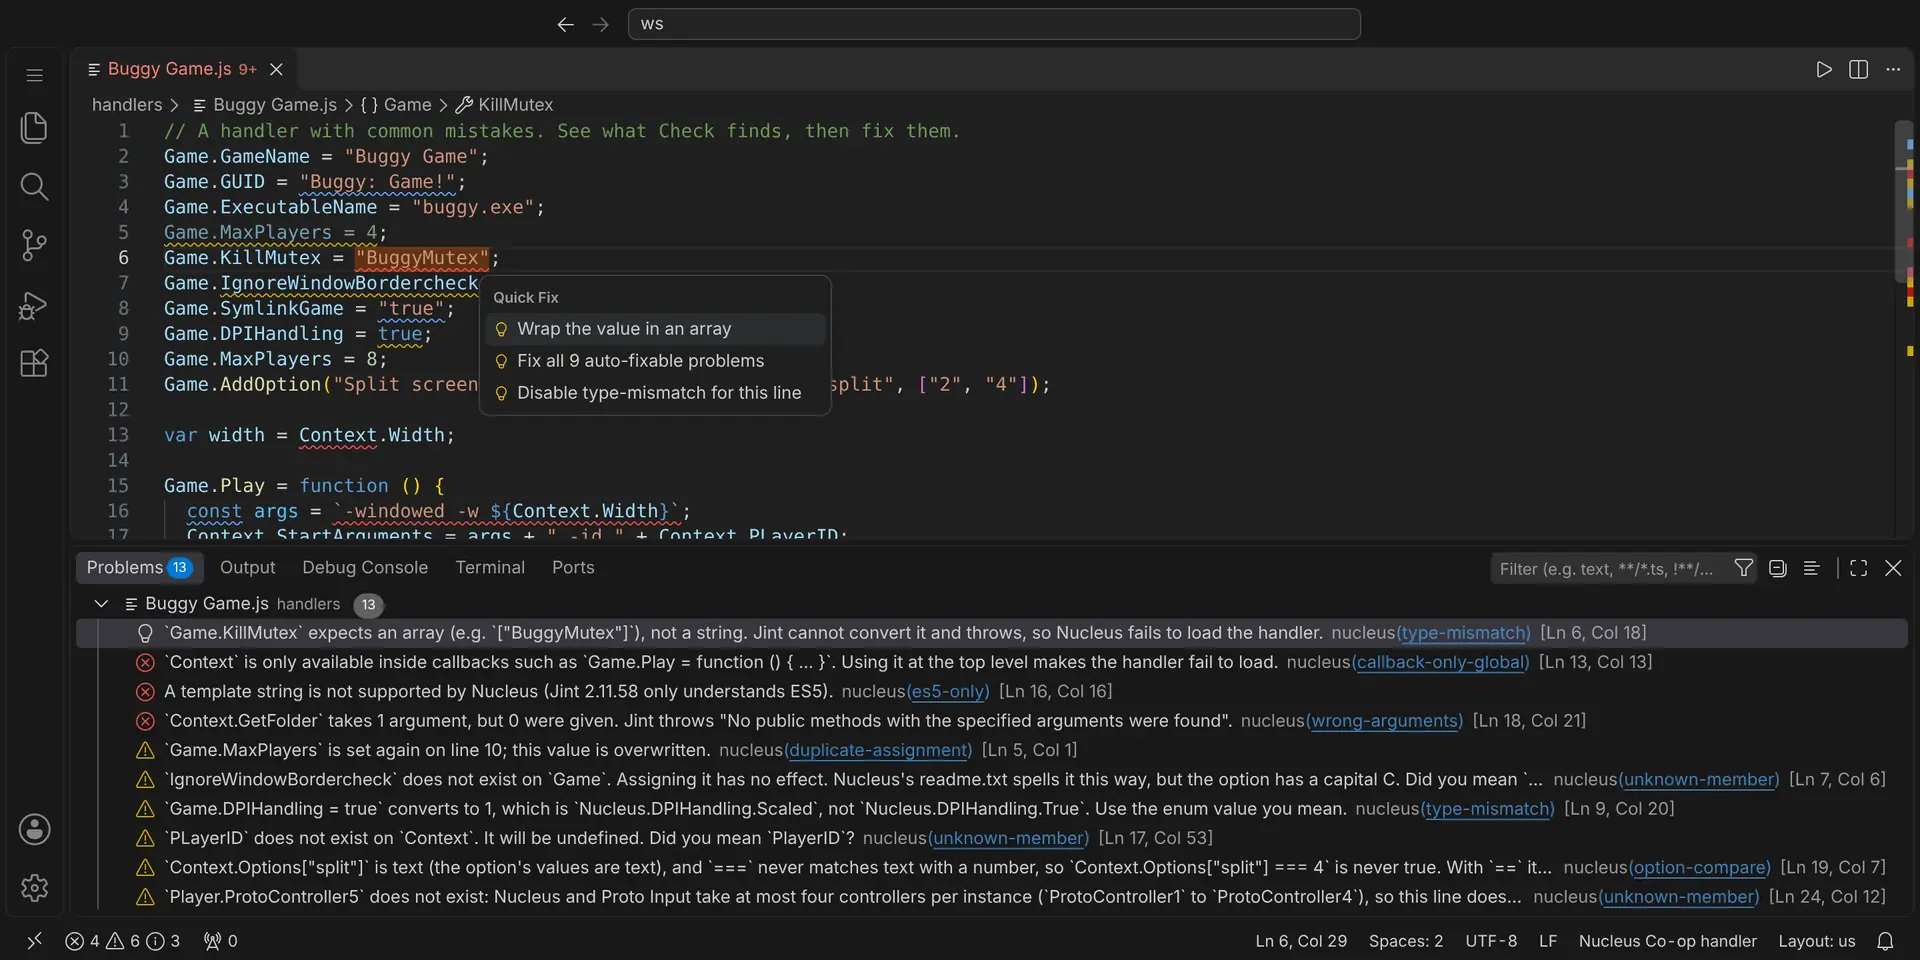 ws
Buggy Game.js 9+
handlers > Buggy Game.js > {} Game > KillMutex
1 // A handler with common mistakes. See what Check finds, then fix them.
2 Game.GameName = "Buggy Game";
3 Game.GUID = "Buggy: Game!";
4 Game.ExecutableName = "buggy.exe";
5 Game.MaxPlayers = 4;
6 Game.KillMutex = "BuggyMutex";
7 Game.IgnoreWindowBordercheck
8 Game.SymlinkGame = "true";
9 Game.DPIHandling = true;
10 Game.MaxPlayers = 8;
11 Game.AddOption("Split screen split", ["2", "4"]);
12
13 var width = Context.Width;
14
15 Game.Play = function () {
16 const args = `-windowed -w ${Context.Width}`;
17 Context.StartArguments = args + " -id " + Context.PLayerID;
Quick Fix
Wrap the value in an array
Fix all 9 auto-fixable problems
Disable type-mismatch for this line
Problems 13 Output Debug Console Terminal Ports Filter (e.g. text, **/*.ts, !**/...
Buggy Game.js handlers 13
`Game.KillMutex` expects an array (e.g. `["BuggyMutex"]`), not a string. Jint cannot convert it and throws, so Nucleus fails to load the handler. nucleus(type-mismatch) [Ln 6, Col 18]
`Context` is only available inside callbacks such as `Game.Play = function () { ... }`. Using it at the top level makes the handler fail to load. nucleus(callback-only-global) [Ln 13, Col 13]
A template string is not supported by Nucleus (Jint 2.11.58 only understands ES5). nucleus(es5-only) [Ln 16, Col 16]
`Context.GetFolder` takes 1 argument, but 0 were given. Jint throws "No public methods with the specified arguments were found". nucleus(wrong-arguments) [Ln 18, Col 21]
`Game.MaxPlayers` is set again on line 10; this value is overwritten. nucleus(duplicate-assignment) [Ln 5, Col 1]
`IgnoreWindowBordercheck` does not exist on `Game`. Assigning it has no effect. Nucleus's readme.txt spells it this way, but the option has a capital C. Did you mean `... nucleus(unknown-member) [Ln 7, Col 6]
`Game.DPIHandling = true` converts to 1, which is `Nucleus.DPIHandling.Scaled`, not `Nucleus.DPIHandling.True`. Use the enum value you mean. nucleus(type-mismatch) [Ln 9, Col 20]
`PLayerID` does not exist on `Context`. It will be undefined. Did you mean `PlayerID`? nucleus(unknown-member) [Ln 17, Col 53]
`Context.Options["split"]` is text (the option's values are text), and `===` never matches text with a number, so `Context.Options["split"] === 4` is never true. With `==` it... nucleus(option-compare) [Ln 19, Col 7]
`Player.ProtoController5` does not exist: Nucleus and Proto Input take at most four controllers per instance (`ProtoController1` to `ProtoController4`), so this line does... nucleus(unknown-member) [Ln 24, Col 12]
4 6 3 0 Ln 6, Col 29 Spaces: 2 UTF-8 LF Nucleus Co-op handler Layout: us